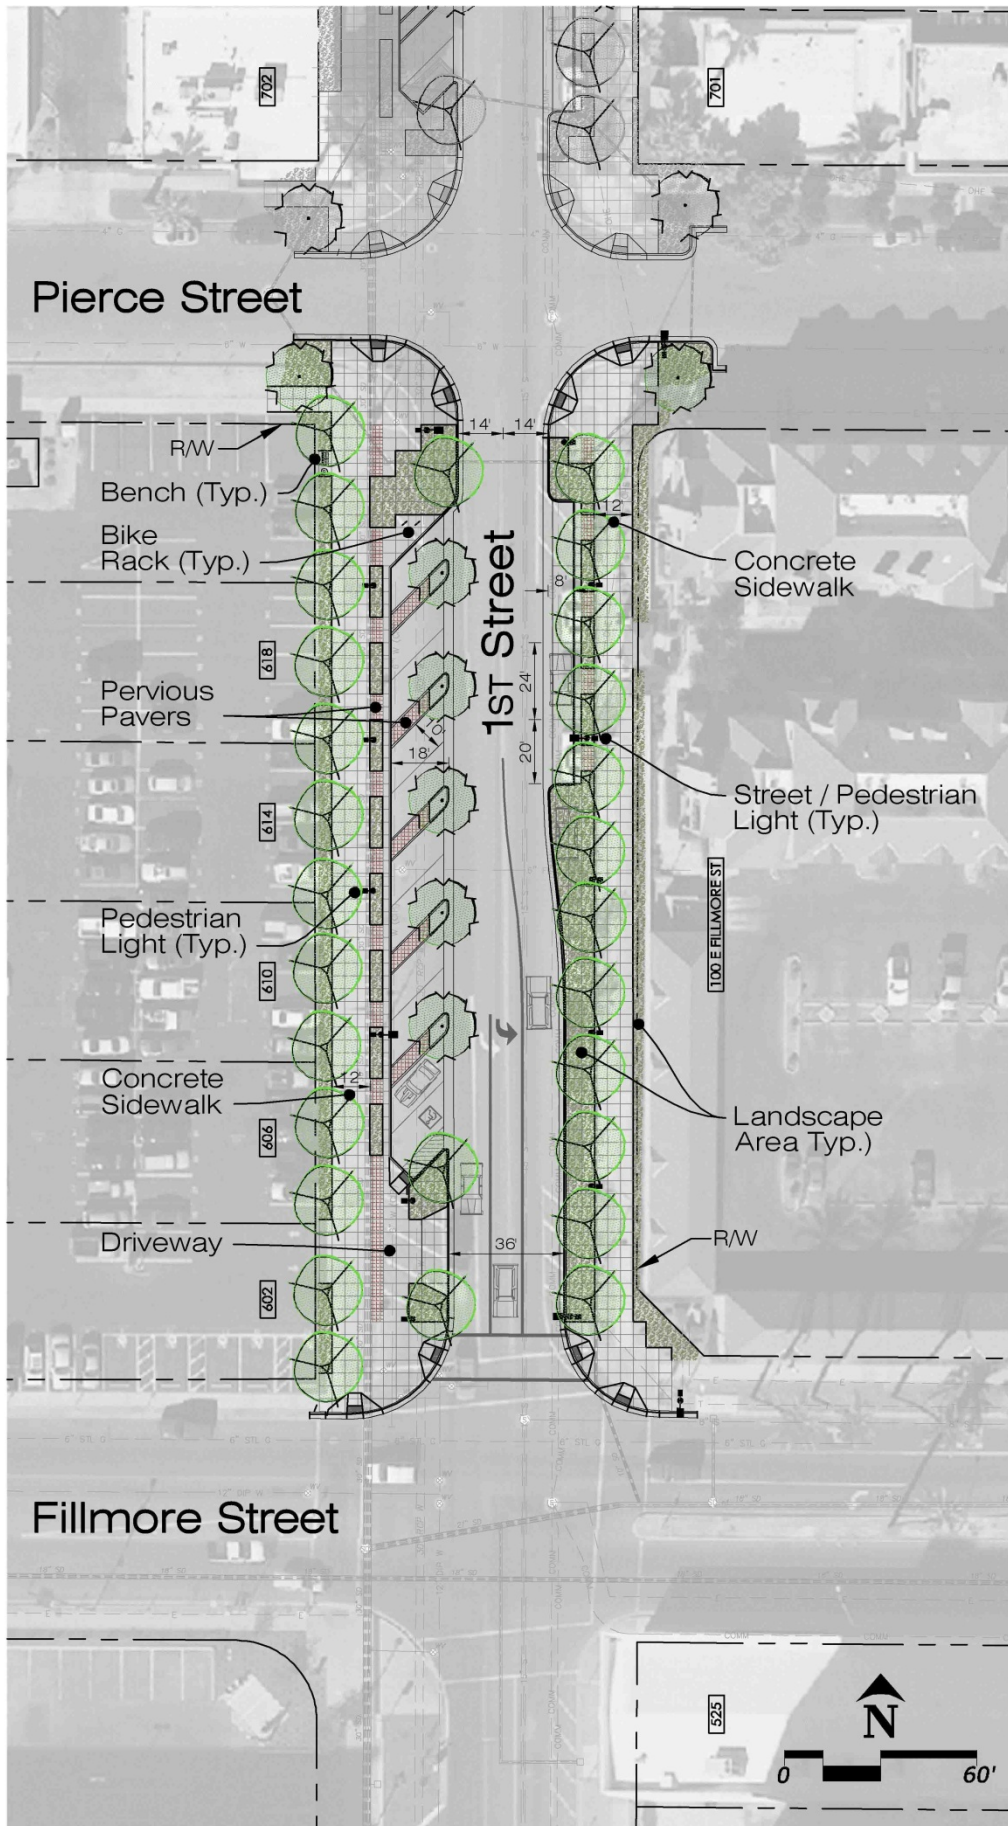 702
701
Pierce Street
R/W
14'
14'
Bench (Typ.)
Bike
Rack (Typ.)
12'
Concrete
Sidewalk
8'
1ST Street
618
24'
Pervious
Pavers
10'
18'
20'
Street / Pedestrian
Light (Typ.)
614
Pedestrian
Light (Typ.)
100 E FILLMORE ST
610
12'
Concrete
Sidewalk
Landscape
Area Typ.)
606
Driveway
36'
R/W
602
Fillmore Street
525
N
0
60'